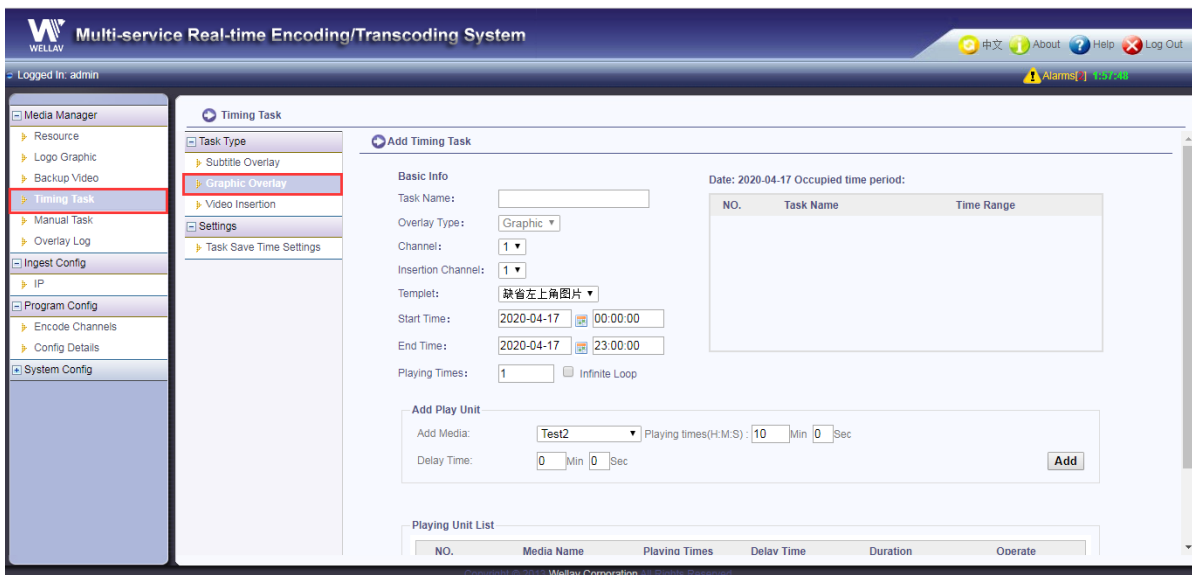 WELLAV
Multi-service Real-time Encoding/Transcoding System
中文 About Help Log Out
Logged In: admin
Alarms[ ] 1:57:48
Media Manager
Resource
Logo Graphic
Backup Video
Timing Task
Manual Task
Overlay Log
Ingest Config
IP
Program Config
Encode Channels
Config Details
System Config
Timing Task
Task Type
Subtitle Overlay
Graphic Overlay
Video Insertion
Settings
Task Save Time Settings
Add Timing Task
Basic Info
Task Name:
Overlay Type: Graphic
Channel: 1
Insertion Channel: 1
Templet: 缺省左上角图片
Start Time: 2020-04-17 00:00:00
End Time: 2020-04-17 23:00:00
Playing Times: 1 Infinite Loop
Date: 2020-04-17 Occupied time period:
NO. Task Name Time Range
Add Play Unit
Add Media: Test2 Playing times(H:M:S) : 10 Min 0 Sec
Delay Time: 0 Min 0 Sec
Add
Playing Unit List
NO. Media Name Playing Times Delay Time Duration Operate
Copyright © 2013 Wellav Corporation All Rights Reserved